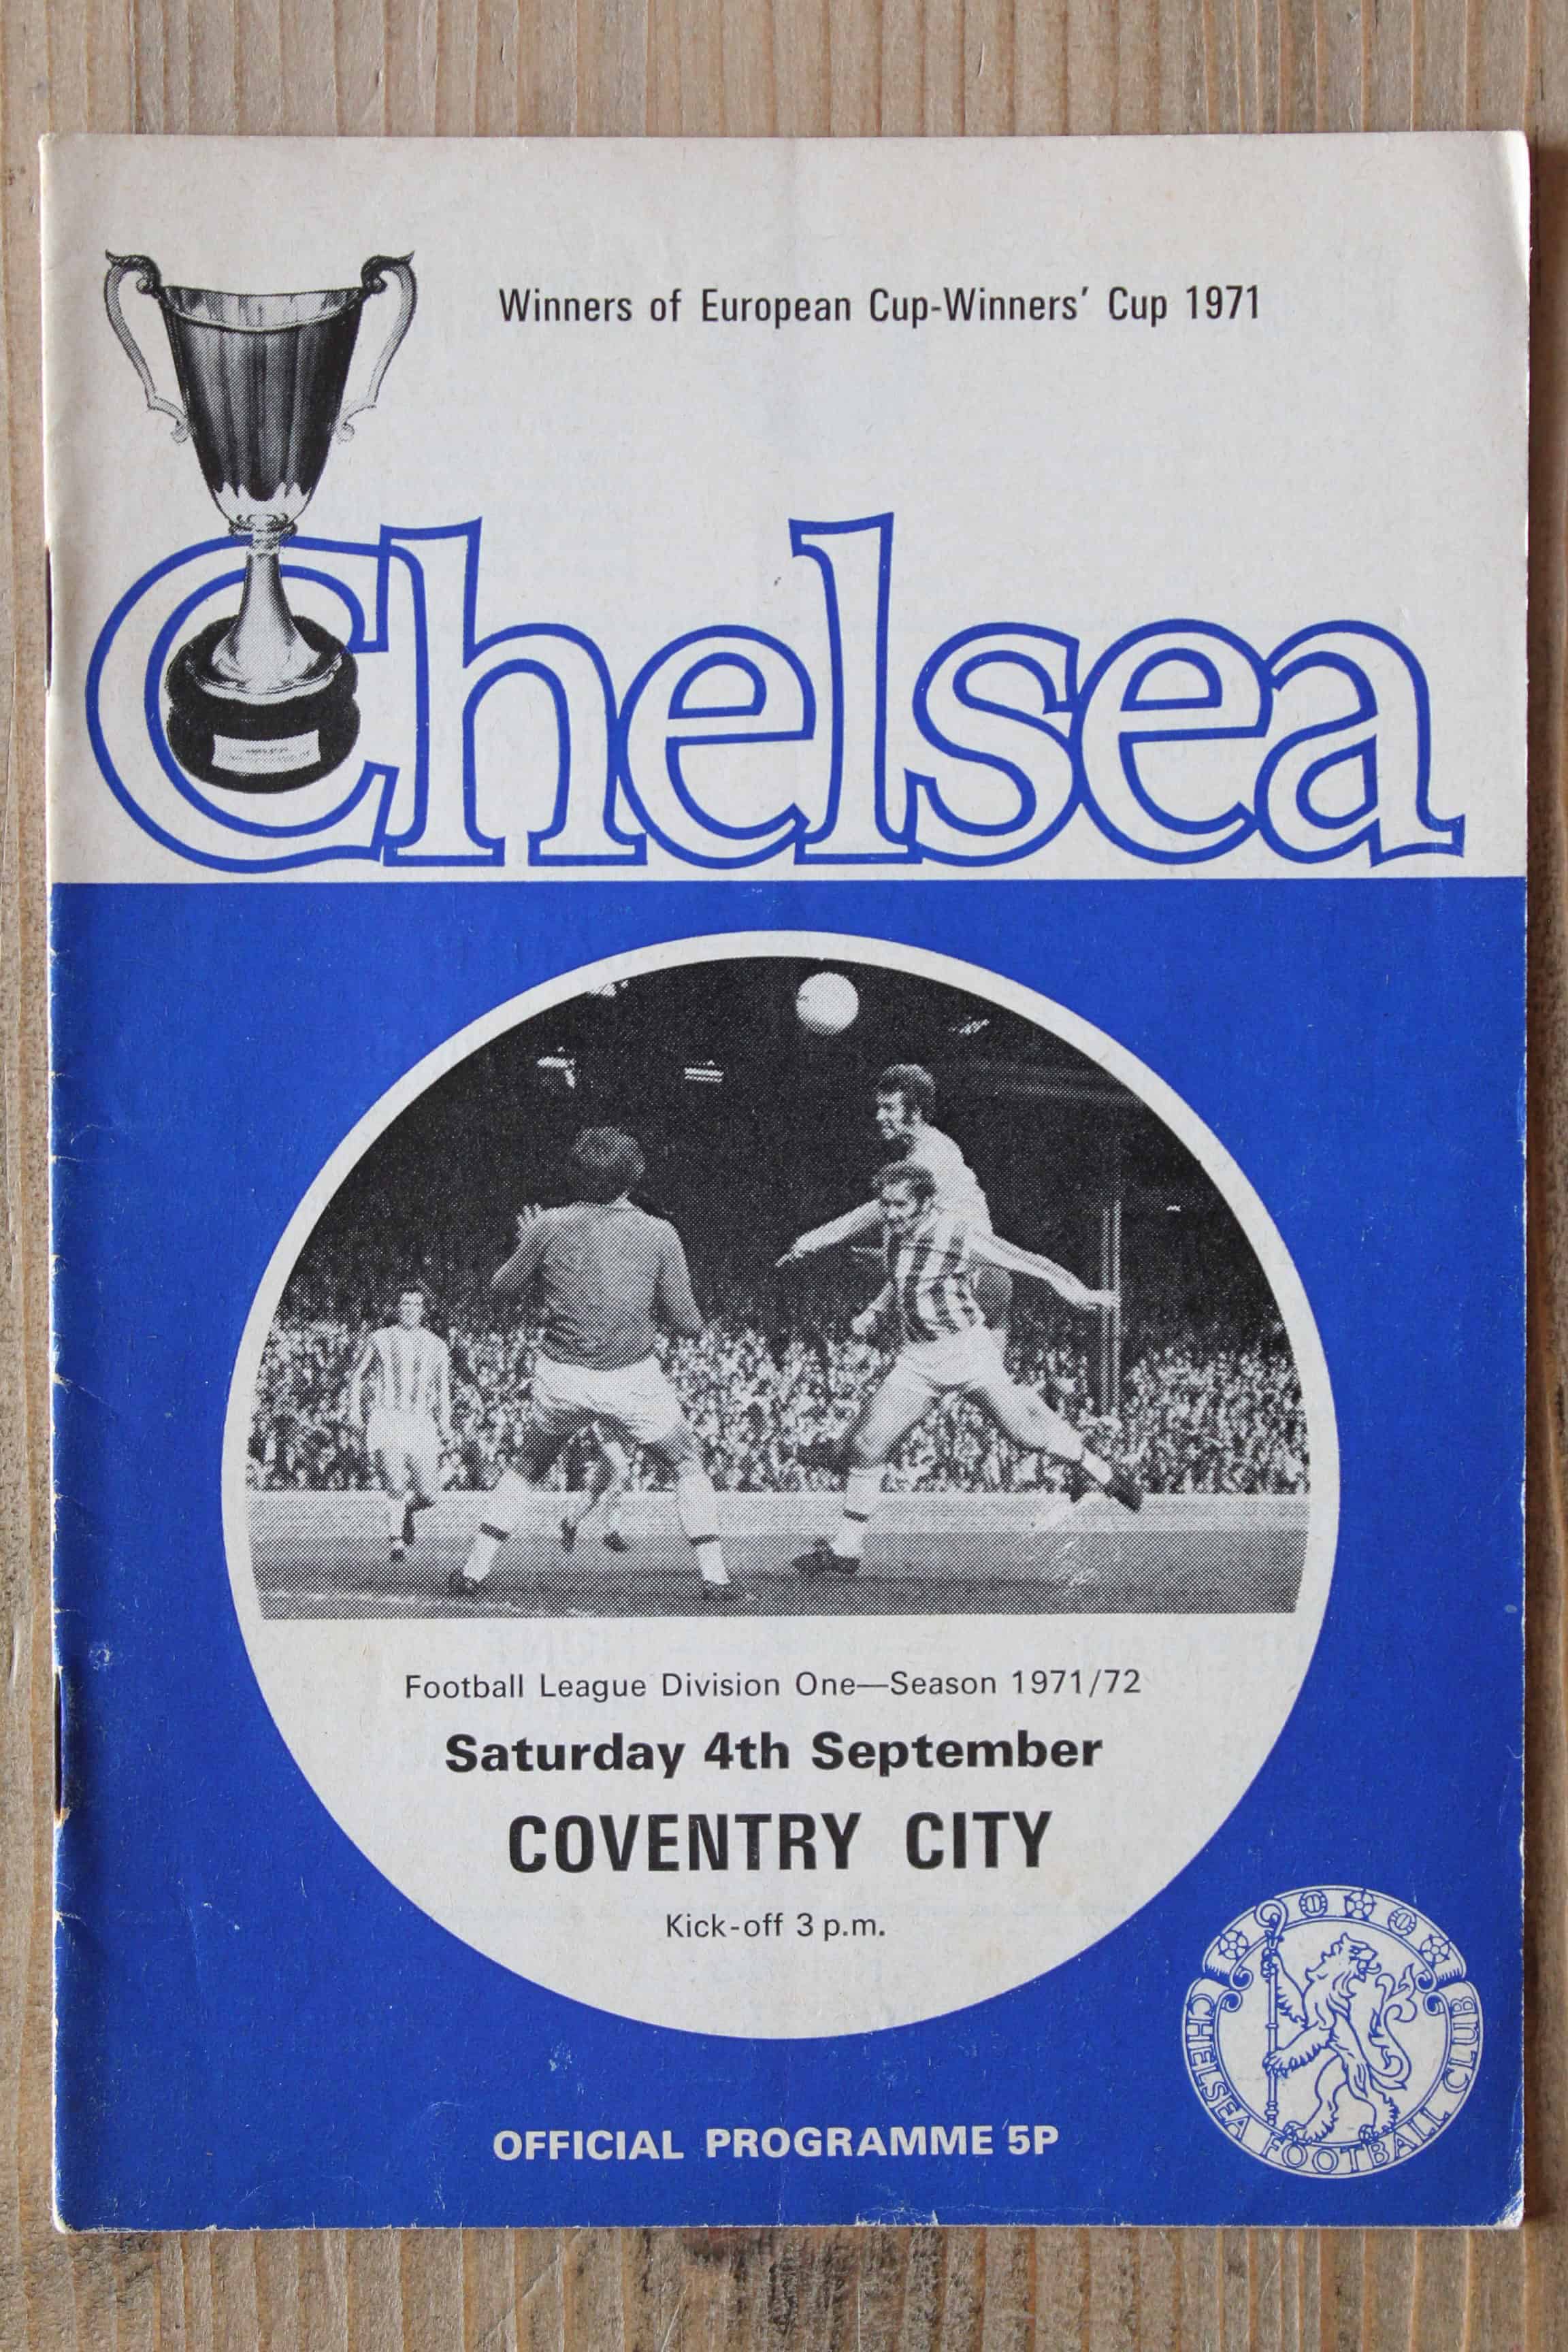 Winners of European Cup-Winners' Cup 1971
Chelsea
Football League Division One—Season 1971/72
Saturday 4th September
COVENTRY CITY
Kick-off 3 p.m.
CHELSEA FOOTBALL CLUB
OFFICIAL PROGRAMME 5P